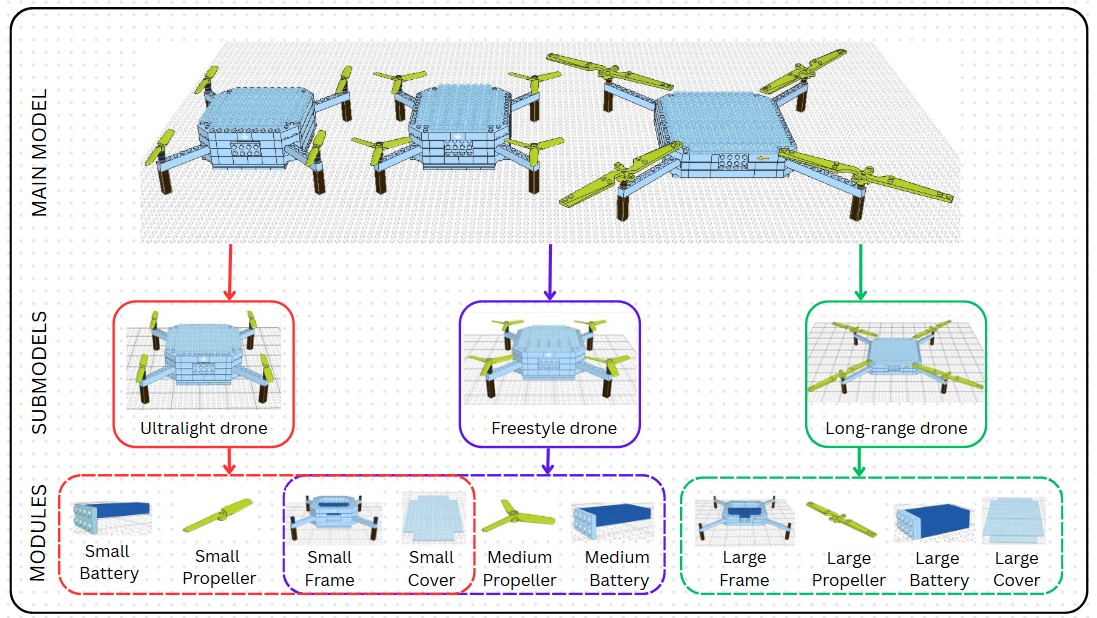 MAIN MODEL
SUBMODELS
Ultralight drone
Freestyle drone
Long-range drone
MODULES
Small
Battery
Small
Propeller
Small
Frame
Small
Cover
Medium
Propeller
Medium
Battery
Large
Frame
Large
Propeller
Large
Battery
Large
Cover